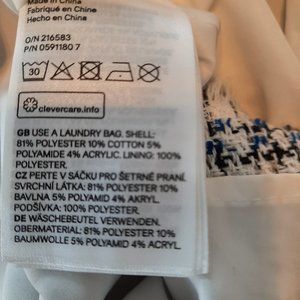 Made in China
Fabriqué en Chine
Hecho en China
O/N 216583
P/N 0591180 7
30
clevercare.info
GB USE A LAUNDRY BAG. SHELL:
81% POLYESTER 10% COTTON 5%
POLYAMIDE 4% ACRYLIC. LINING: 100%
POLYESTER.
CZ PERTE V SÁČKU PRO ŠETRNÉ PRANÍ.
SVRCHNÍ LÁTKA: 81% POLYESTER 10%
BAVLNA 5% POLYAMID 4% AKRYL.
PODŠÍVKA: 100% POLYESTER.
DE WÄSCHEBEUTEL VERWENDEN.
OBERMATERIAL: 81% POLYESTER 10%
BAUMWOLLE 5% POLYAMID 4% ACRYL.